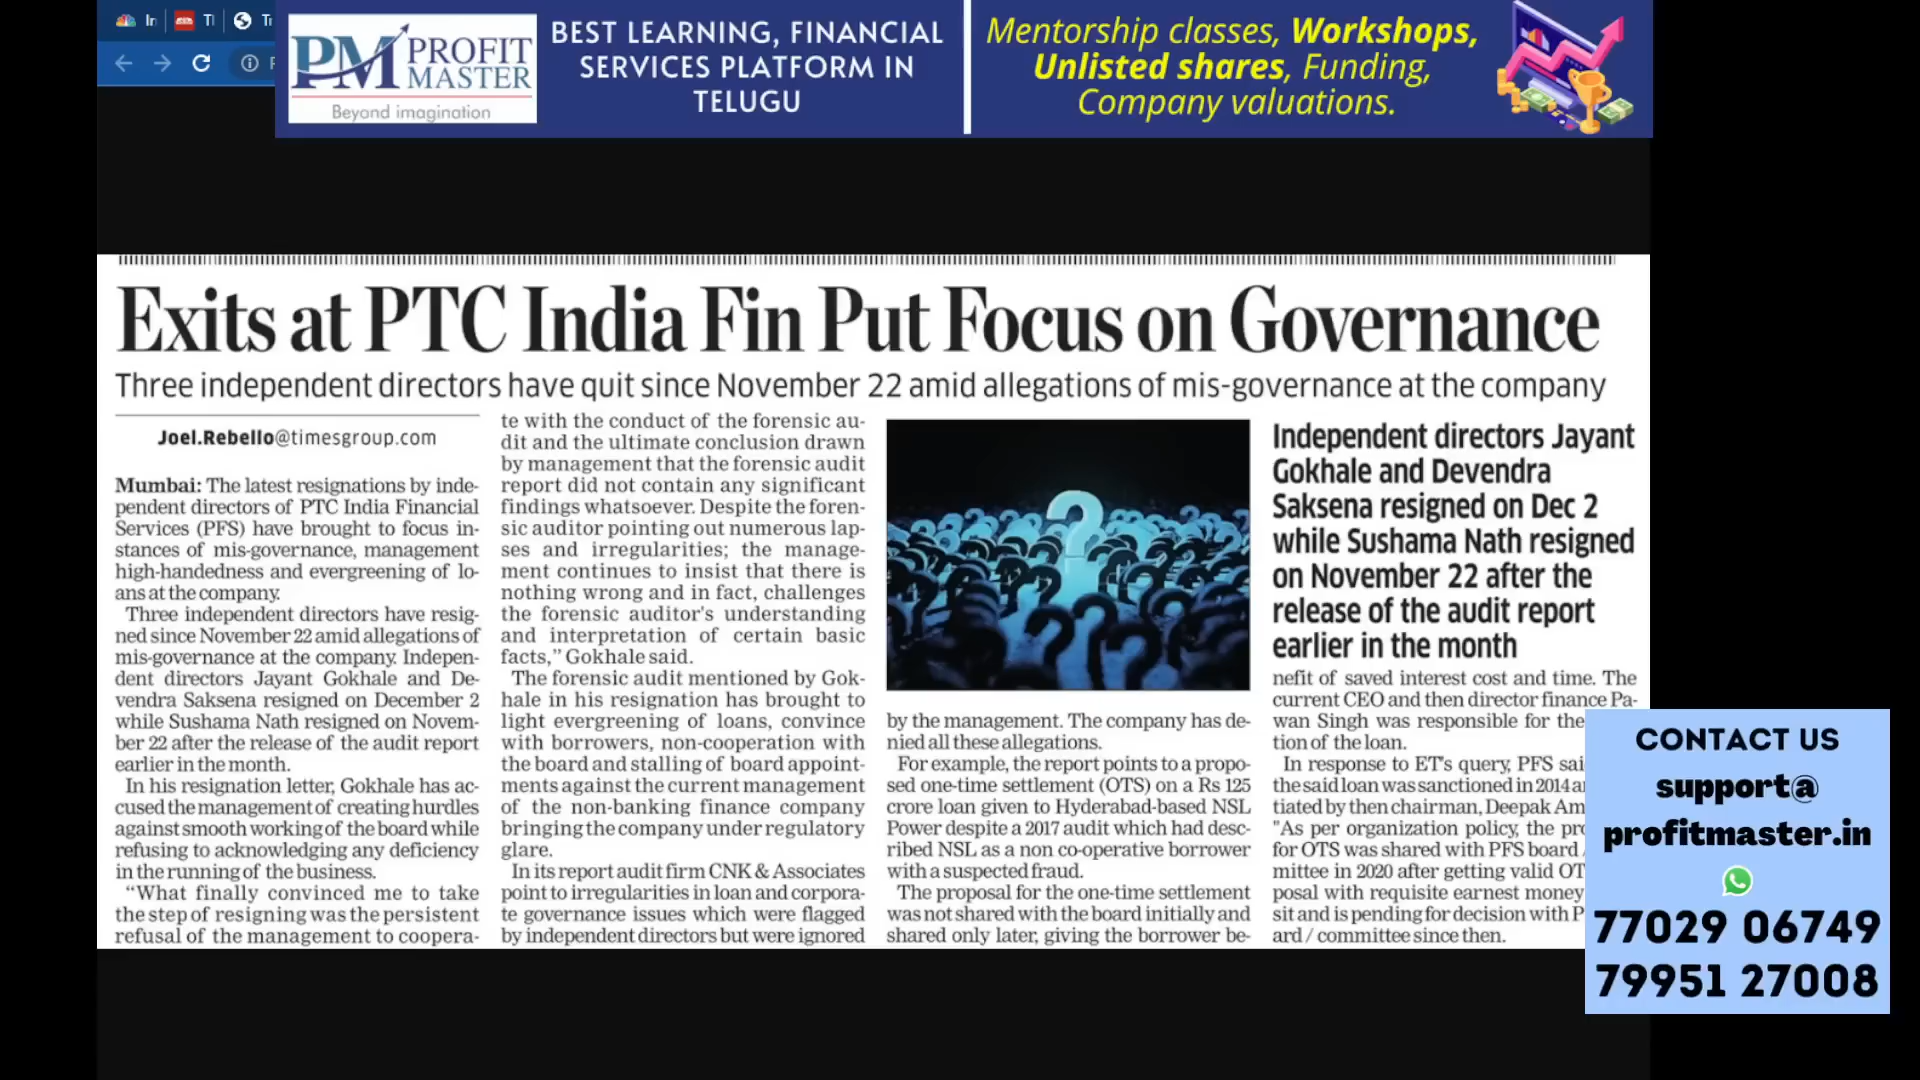 In
Tl
Tr
PM PROFIT
MASTER
Beyond imagination
BEST LEARNING, FINANCIAL
SERVICES PLATFORM IN
TELUGU
Mentorship classes, Workshops,
Unlisted shares, Funding,
Company valuations.
Exits at PTC India Fin Put Focus on Governance
Three independent directors have quit since November 22 amid allegations of mis-governance at the company
Joel.Rebello@timesgroup.com
Mumbai: The latest resignations by inde-
pendent directors of PTC India Financial
Services (PFS) have brought to focus in-
stances of mis-governance, management
high-handedness and evergreening of lo-
ans at the company.
Three independent directors have resig-
ned since November 22 amid allegations of
mis-governance at the company. Indepen-
dent directors Jayant Gokhale and De-
vendra Saksena resigned on December 2
while Sushama Nath resigned on Novem-
ber 22 after the release of the audit report
earlier in the month.
In his resignation letter, Gokhale has ac-
cused the management of creating hurdles
against smooth working of the board while
refusing to acknowledging any deficiency
in the running of the business.
“What finally convinced me to take
the step of resigning was the persistent
refusal of the management to coopera-
te with the conduct of the forensic au-
dit and the ultimate conclusion drawn
by management that the forensic audit
report did not contain any significant
findings whatsoever. Despite the foren-
sic auditor pointing out numerous lap-
ses and irregularities; the manage-
ment continues to insist that there is
nothing wrong and in fact, challenges
the forensic auditor's understanding
and interpretation of certain basic
facts,” Gokhale said.
The forensic audit mentioned by Gok-
hale in his resignation has brought to
light evergreening of loans, convince
with borrowers, non-cooperation with
the board and stalling of board appoint-
ments against the current management
of the non-banking finance company
bringing the company under regulatory
glare.
In its report audit firm CNK & Associates
point to irregularities in loan and corpora-
te governance issues which were flagged
by independent directors but were ignored
by the management. The company has de-
nied all these allegations.
For example, the report points to a propo-
sed one-time settlement (OTS) on a Rs 125
crore loan given to Hyderabad-based NSL
Power despite a 2017 audit which had desc-
ribed NSL as a non co-operative borrower
with a suspected fraud.
The proposal for the one-time settlement
was not shared with the board initially and
shared only later, giving the borrower be-
Independent directors Jayant
Gokhale and Devendra
Saksena resigned on Dec 2
while Sushama Nath resigned
on November 22 after the
release of the audit report
earlier in the month
nefit of saved interest cost and time. The
current CEO and then director finance Pa-
wan Singh was responsible for the
tion of the loan.
In response to ET's query, PFS sai
the said loan was sanctioned in 2014 a
tiated by then chairman, Deepak Am
"As per organization policy, the pro
for OTS was shared with PFS board
mittee in 2020 after getting valid OT
posal with requisite earnest money
sit and is pending for decision with P
ard / committee since then.
CONTACT US
support@
profitmaster.in
77029 06749
79951 27008